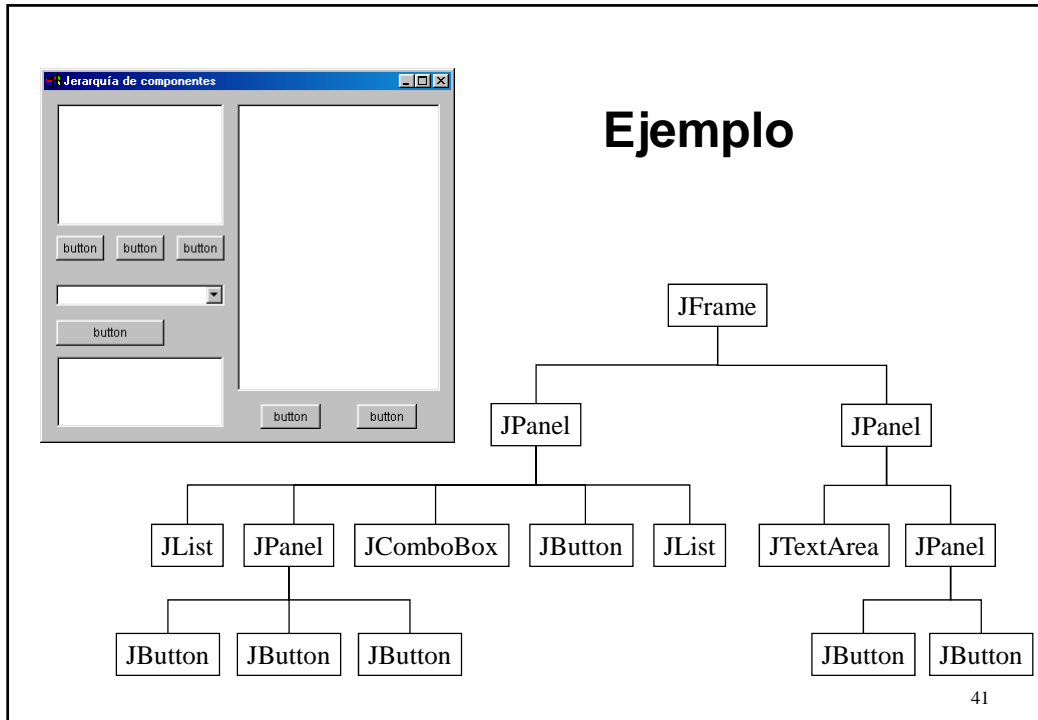 Jerarquía de componentes
Ejemplo
button button button
button
button button
JFrame
JPanel JPanel
JList JPanel JComboBox JButton JList JTextArea JPanel
JButton JButton JButton JButton JButton
41